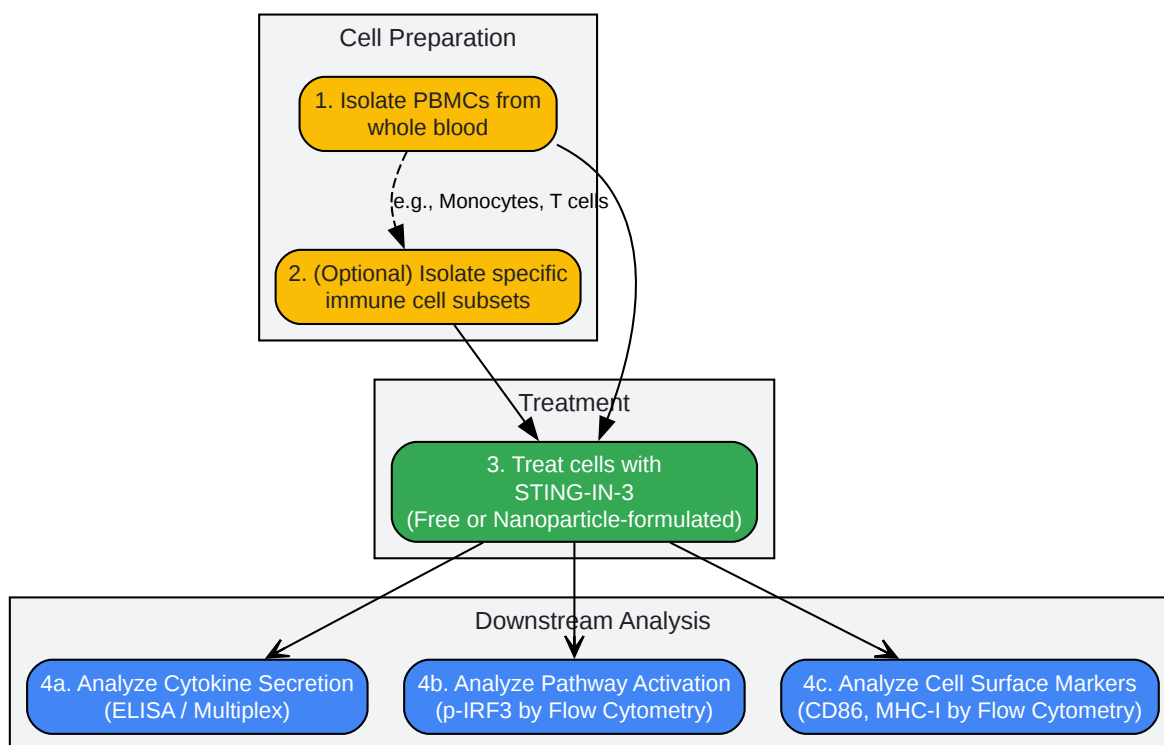 Cell Preparation
1. Isolate PBMCs from
whole blood
e.g., Monocytes, T cells
2. (Optional) Isolate specific
immune cell subsets
Treatment
3. Treat cells with
STING-IN-3
(Free or Nanoparticle-formulated)
Downstream Analysis
4a. Analyze Cytokine Secretion
(ELISA / Multiplex)
4b. Analyze Pathway Activation
(p-IRF3 by Flow Cytometry)
4c. Analyze Cell Surface Markers
(CD86, MHC-I by Flow Cytometry)